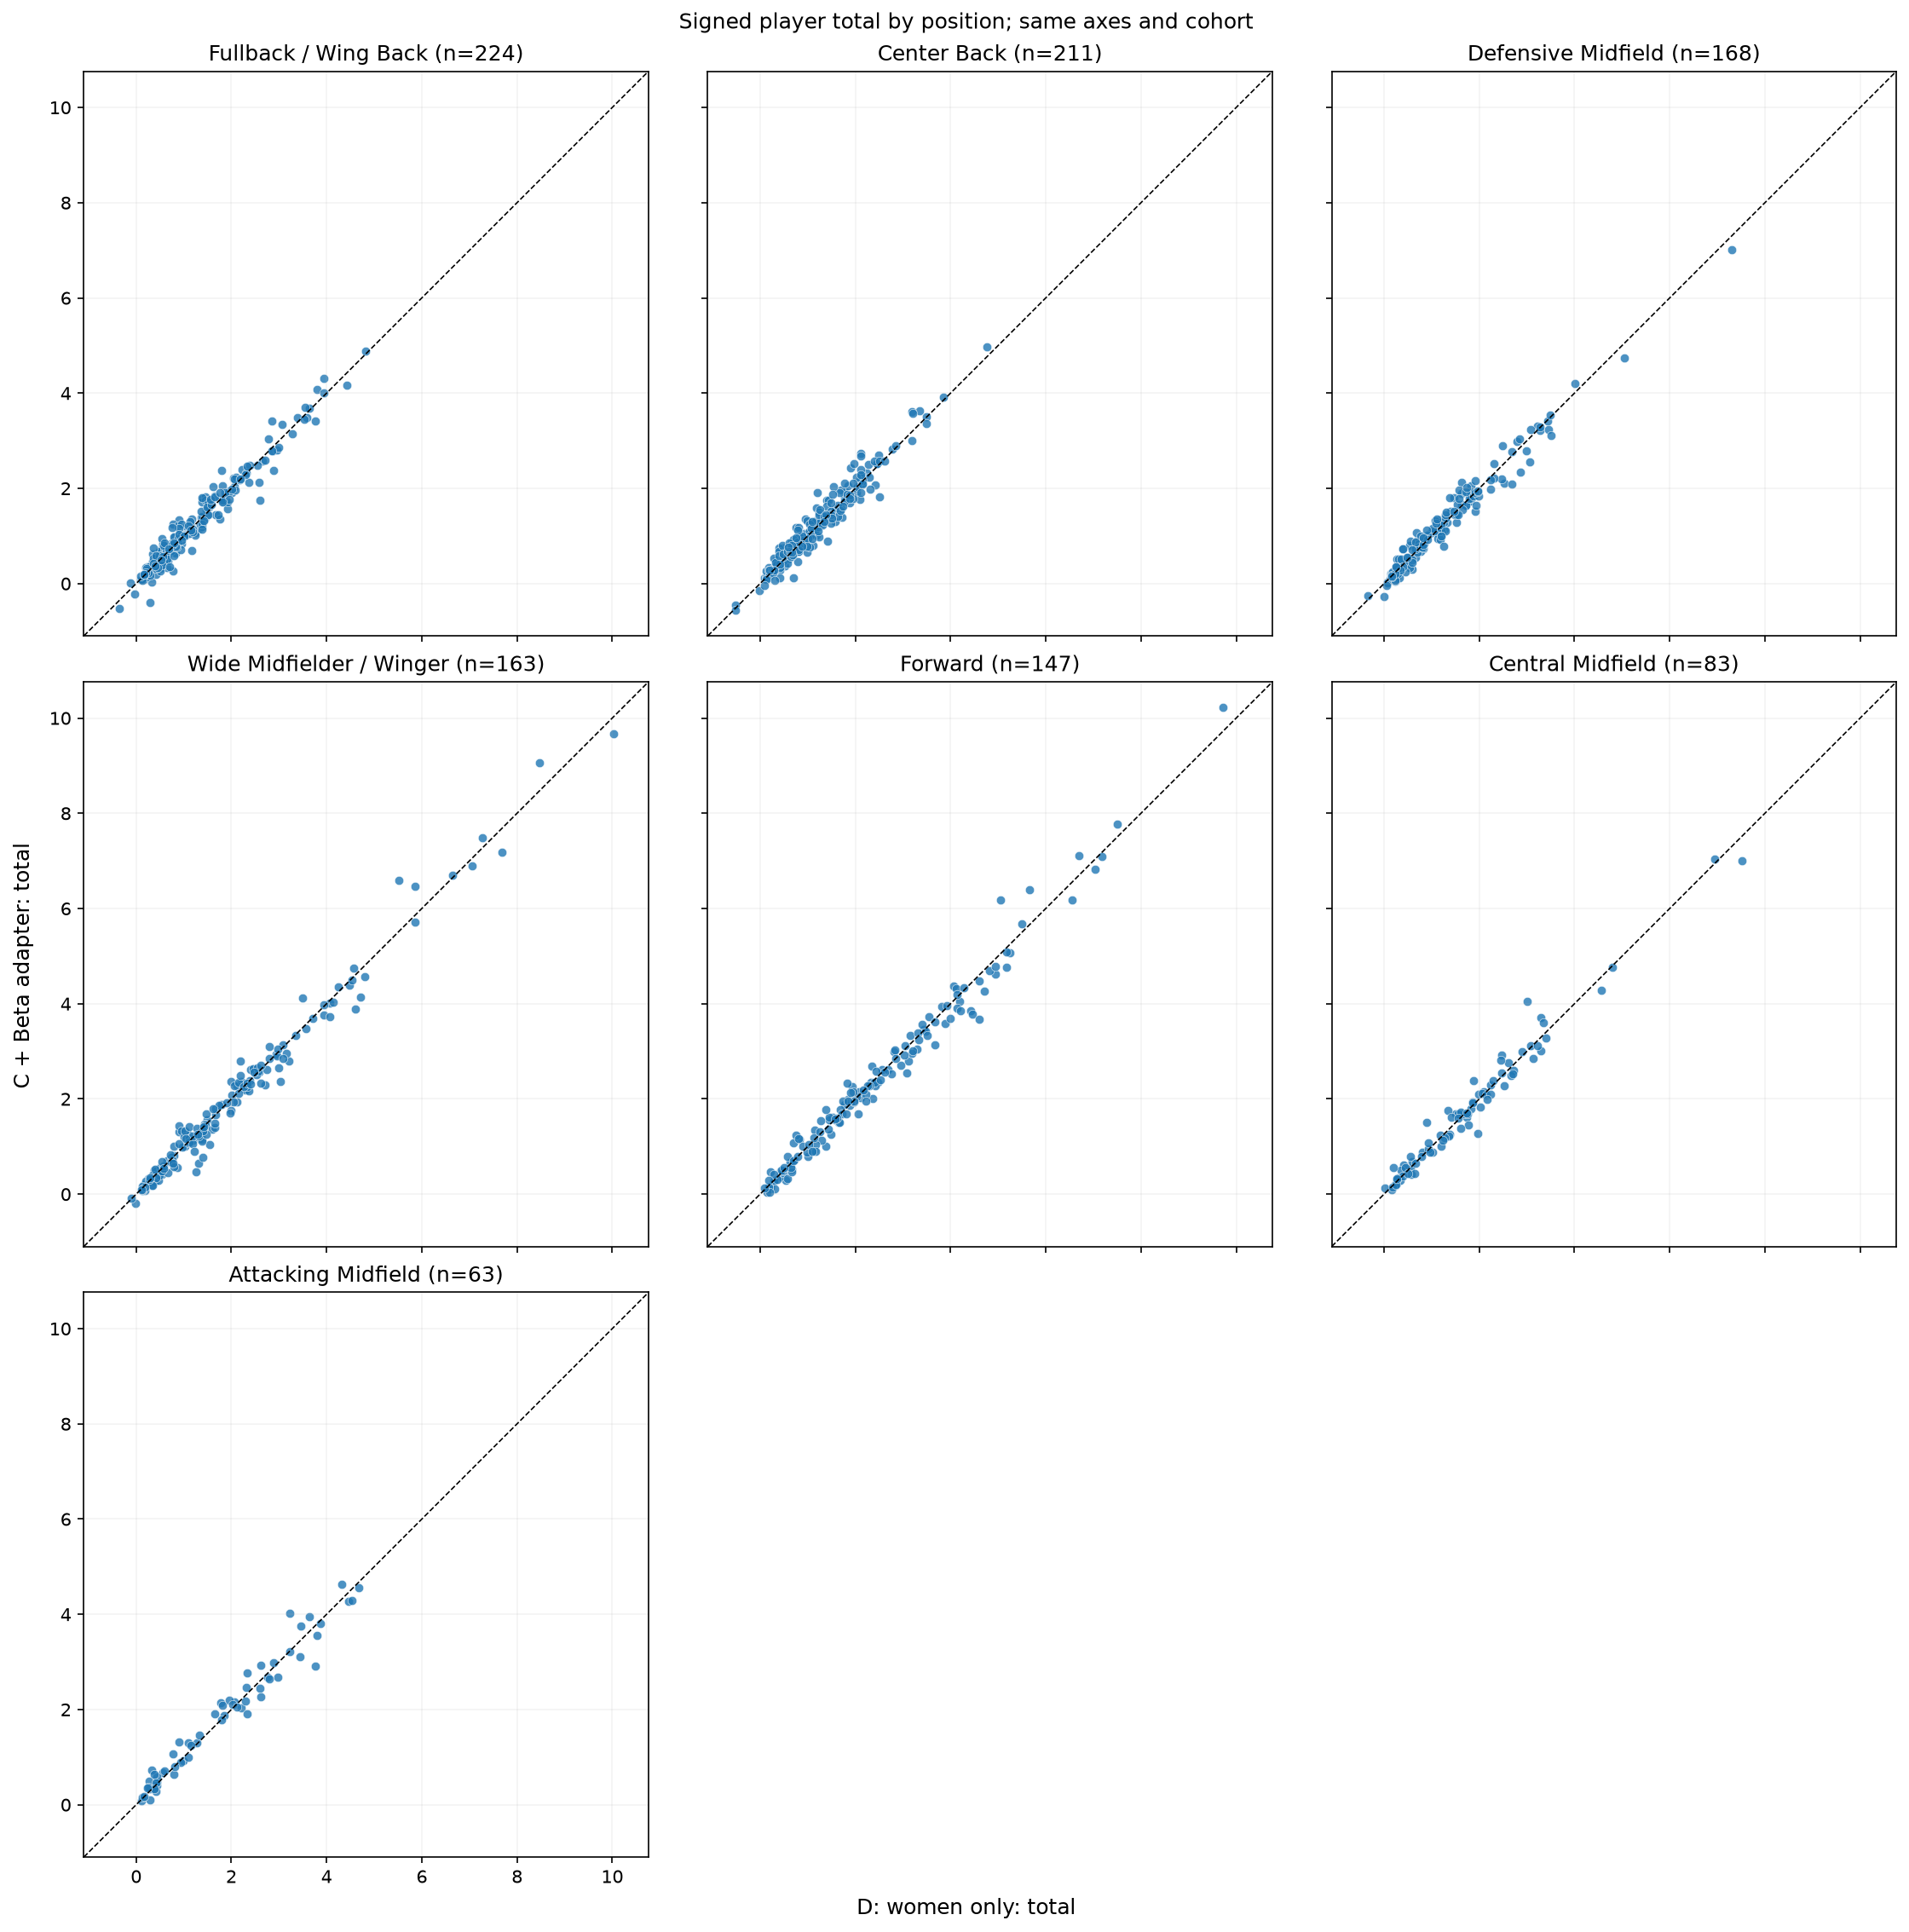 Signed player total by position; same axes and cohort
Fullback / Wing Back (n=224)
Center Back (n=211)
Defensive Midfield (n=168)
10
8
6
4
2
0
Wide Midfielder / Winger (n=163)
Forward (n=147)
Central Midfield (n=83)
10
8
6
4
2
0
C + Beta adapter: total
Attacking Midfield (n=63)
10
8
6
4
2
0
0 2 4 6 8 10
D: women only: total